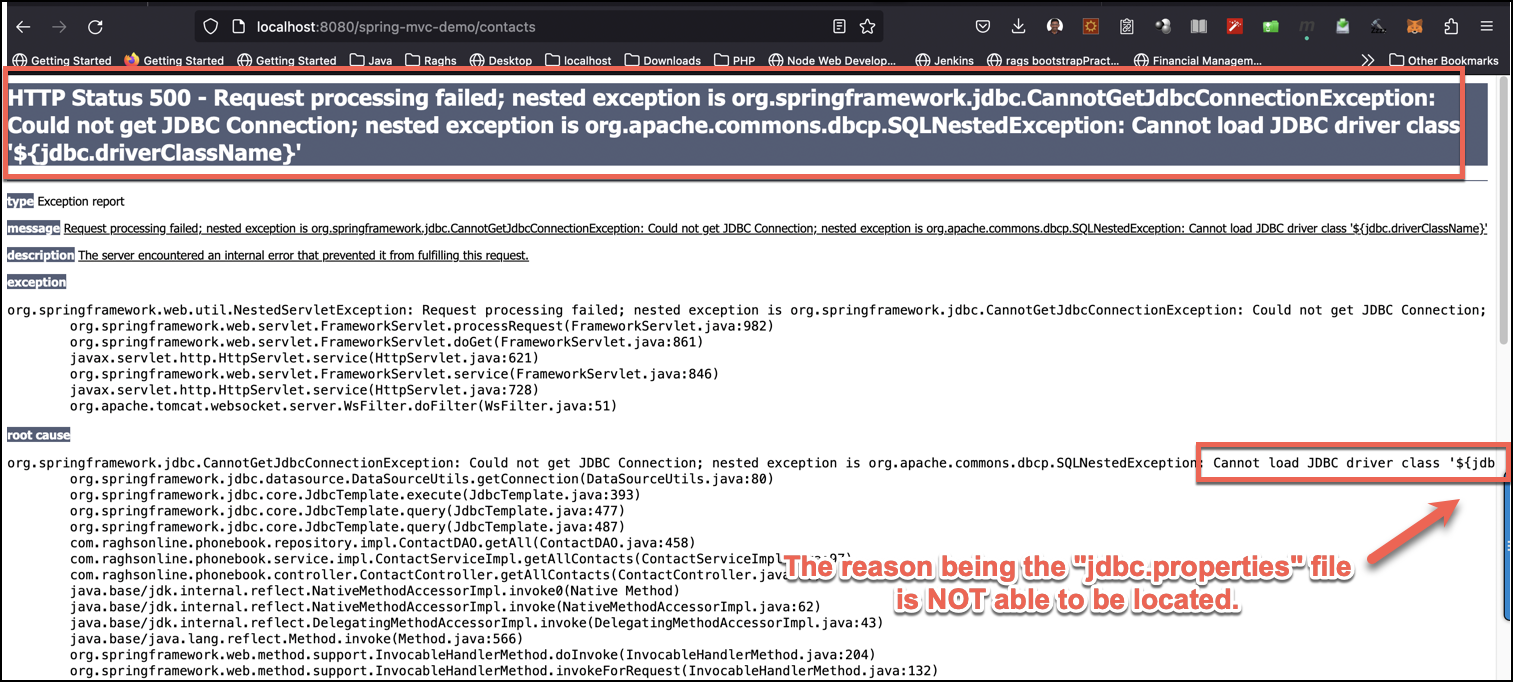 localhost:8080/spring-mvc-demo/contacts
Getting Started Getting Started Getting Started Java Raghs Desktop localhost Downloads PHP Node Web Develop... Jenkins rags bootstrapPract... Financial Managem... Other Bookmarks
HTTP Status 500 - Request processing failed; nested exception is org.springframework.jdbc.CannotGetJdbcConnectionException:
Could not get JDBC Connection; nested exception is org.apache.commons.dbcp.SQLNestedException: Cannot load JDBC driver class
'${jdbc.driverClassName}'
type Exception report
message Request processing failed; nested exception is org.springframework.jdbc.CannotGetJdbcConnectionException: Could not get JDBC Connection; nested exception is org.apache.commons.dbcp.SQLNestedException: Cannot load JDBC driver class '${jdbc.driverClassName}'
description The server encountered an internal error that prevented it from fulfilling this request.
exception
org.springframework.web.util.NestedServletException: Request processing failed; nested exception is org.springframework.jdbc.CannotGetJdbcConnectionException: Could not get JDBC Connection;
org.springframework.web.servlet.FrameworkServlet.processRequest(FrameworkServlet.java:982)
org.springframework.web.servlet.FrameworkServlet.doGet(FrameworkServlet.java:861)
javax.servlet.http.HttpServlet.service(HttpServlet.java:621)
org.springframework.web.servlet.FrameworkServlet.service(FrameworkServlet.java:846)
javax.servlet.http.HttpServlet.service(HttpServlet.java:728)
org.apache.tomcat.websocket.server.WsFilter.doFilter(WsFilter.java:51)
root cause
org.springframework.jdbc.CannotGetJdbcConnectionException: Could not get JDBC Connection; nested exception is org.apache.commons.dbcp.SQLNestedException: Cannot load JDBC driver class '${jdb
org.springframework.jdbc.datasource.DataSourceUtils.getConnection(DataSourceUtils.java:80)
org.springframework.jdbc.core.JdbcTemplate.execute(JdbcTemplate.java:393)
org.springframework.jdbc.core.JdbcTemplate.query(JdbcTemplate.java:477)
org.springframework.jdbc.core.JdbcTemplate.query(JdbcTemplate.java:487)
com.raghsonline.phonebook.repository.impl.ContactDAO.getAll(ContactDAO.java:458)
com.raghsonline.phonebook.service.impl.ContactServiceImpl.getAllContacts(ContactServiceImpl
com.raghsonline.phonebook.controller.ContactController.getAllContacts(ContactController.java
The reason being the "jdbc.properties" file
is NOT able to be located.
java.base/jdk.internal.reflect.NativeMethodAccessorImpl.invoke0(Native Method)
java.base/jdk.internal.reflect.NativeMethodAccessorImpl.invoke(NativeMethodAccessorImpl.java:62)
java.base/jdk.internal.reflect.DelegatingMethodAccessorImpl.invoke(DelegatingMethodAccessorImpl.java:43)
java.base/java.lang.reflect.Method.invoke(Method.java:566)
org.springframework.web.method.support.InvocableHandlerMethod.doInvoke(InvocableHandlerMethod.java:204)
org.springframework.web.method.support.InvocableHandlerMethod.invokeForRequest(InvocableHandlerMethod.java:132)